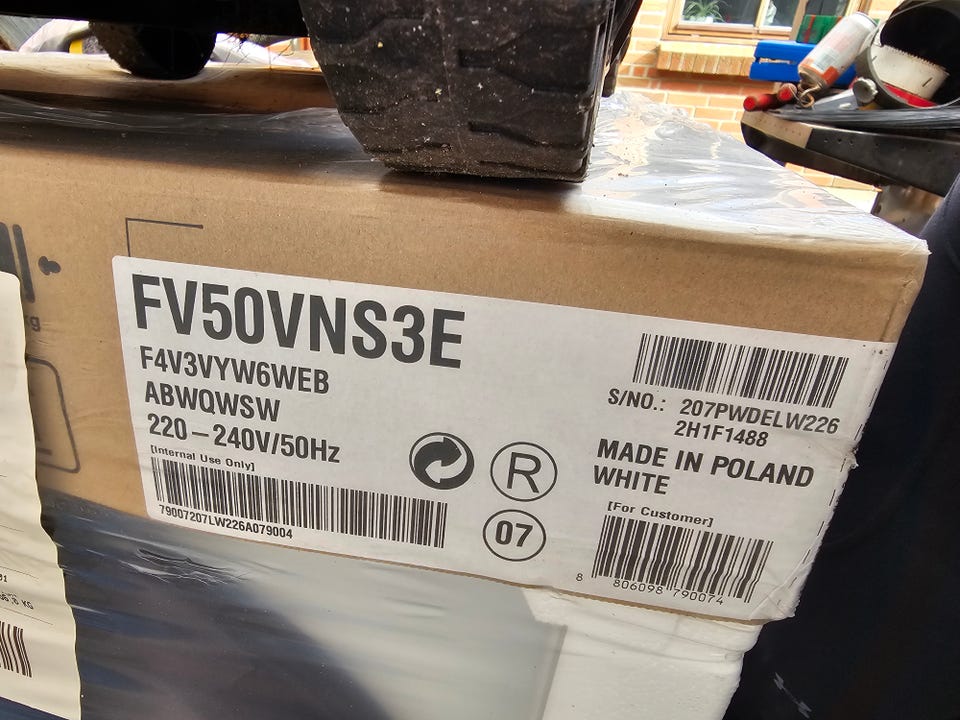 FV50VNS3E
F4V3VYW6WEB
ABWQWSW
220-240V/50Hz
[Internal Use Only]
79007207LW226A079004
R
07
S/NO.: 207PWDELW226
2H1F1488
MADE IN POLAND
WHITE
[For Customer]
8 806098 790074
KG